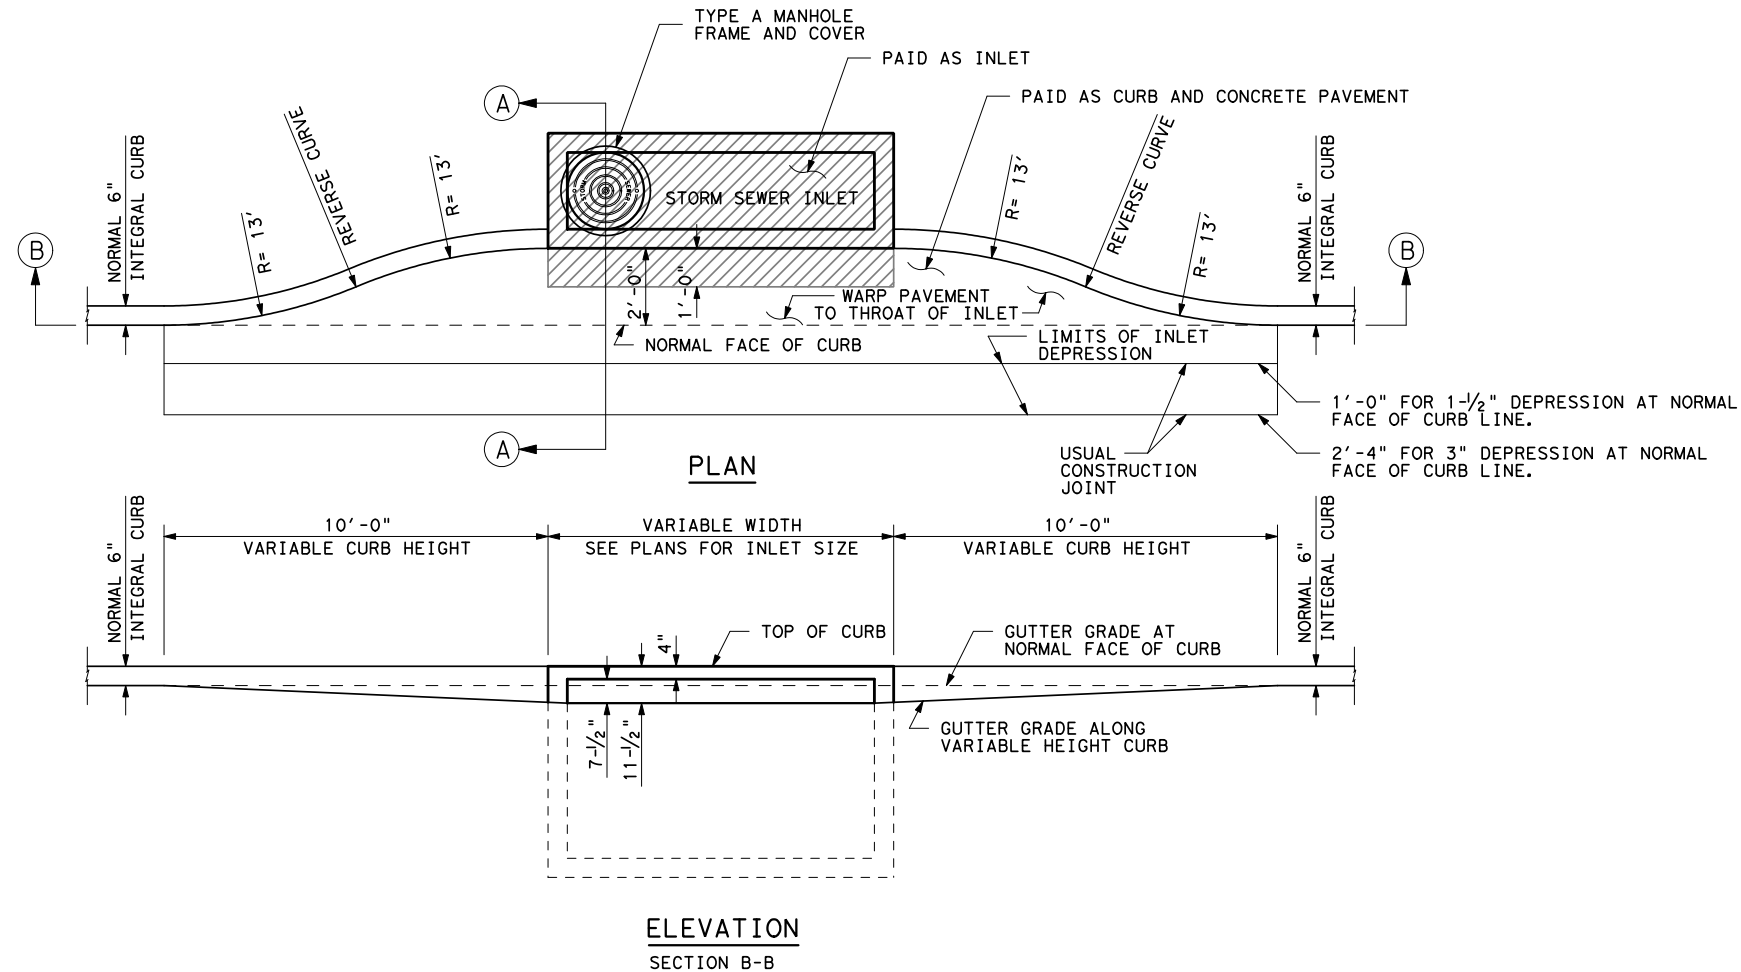 TYPE A MANHOLE
FRAME AND COVER
PAID AS INLET
PAID AS CURB AND CONCRETE PAVEMENT
A
NORMAL 6"
INTEGRAL CURB
REVERSE CURVE
R= 13'
R= 13'
STORM
SEWER
STORM SEWER INLET
R= 13'
REVERSE CURVE
R= 13'
NORMAL 6"
INTEGRAL CURB
B
B
2'-0"
1'-0"
WARP PAVEMENT
TO THROAT OF INLET
NORMAL FACE OF CURB
LIMITS OF INLET
DEPRESSION
1'-0" FOR 1-1/2" DEPRESSION AT NORMAL
FACE OF CURB LINE.
A
USUAL
CONSTRUCTION
JOINT
2'-4" FOR 3" DEPRESSION AT NORMAL
FACE OF CURB LINE.
PLAN
NORMAL 6"
INTEGRAL CURB
10'-0"
VARIABLE CURB HEIGHT
VARIABLE WIDTH
SEE PLANS FOR INLET SIZE
10'-0"
VARIABLE CURB HEIGHT
NORMAL 6"
INTEGRAL CURB
4"
TOP OF CURB
GUTTER GRADE AT
NORMAL FACE OF CURB
7-1/2"
11-1/2"
GUTTER GRADE ALONG
VARIABLE HEIGHT CURB
ELEVATION
SECTION B-B